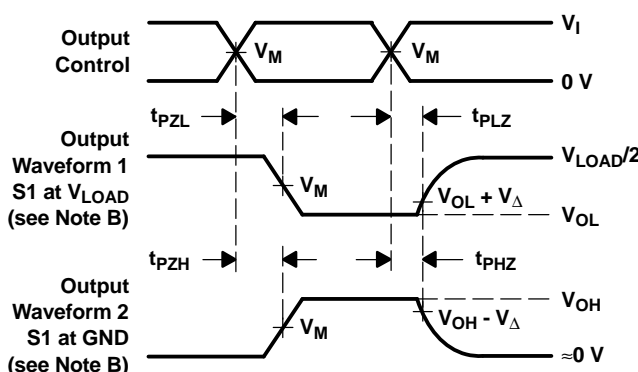 Output
Control
V_M
V_M
V_I
0 V
t_PZL
t_PLZ
Output
Waveform 1
S1 at V_LOAD
(see Note B)
V_M
V_LOAD/2
V_OL + V_Δ
V_OL
t_PZH
t_PHZ
Output
Waveform 2
S1 at GND
(see Note B)
V_M
V_OH
V_OH - V_Δ
≈0 V